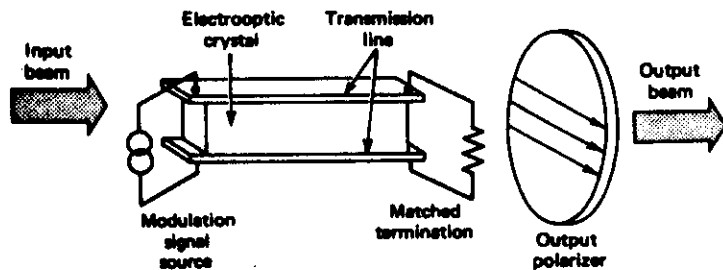 Electrooptic
crystal
Transmission
line
Input
beam
Output
beam
Modulation
signal
source
Matched
termination
Output
polarizer